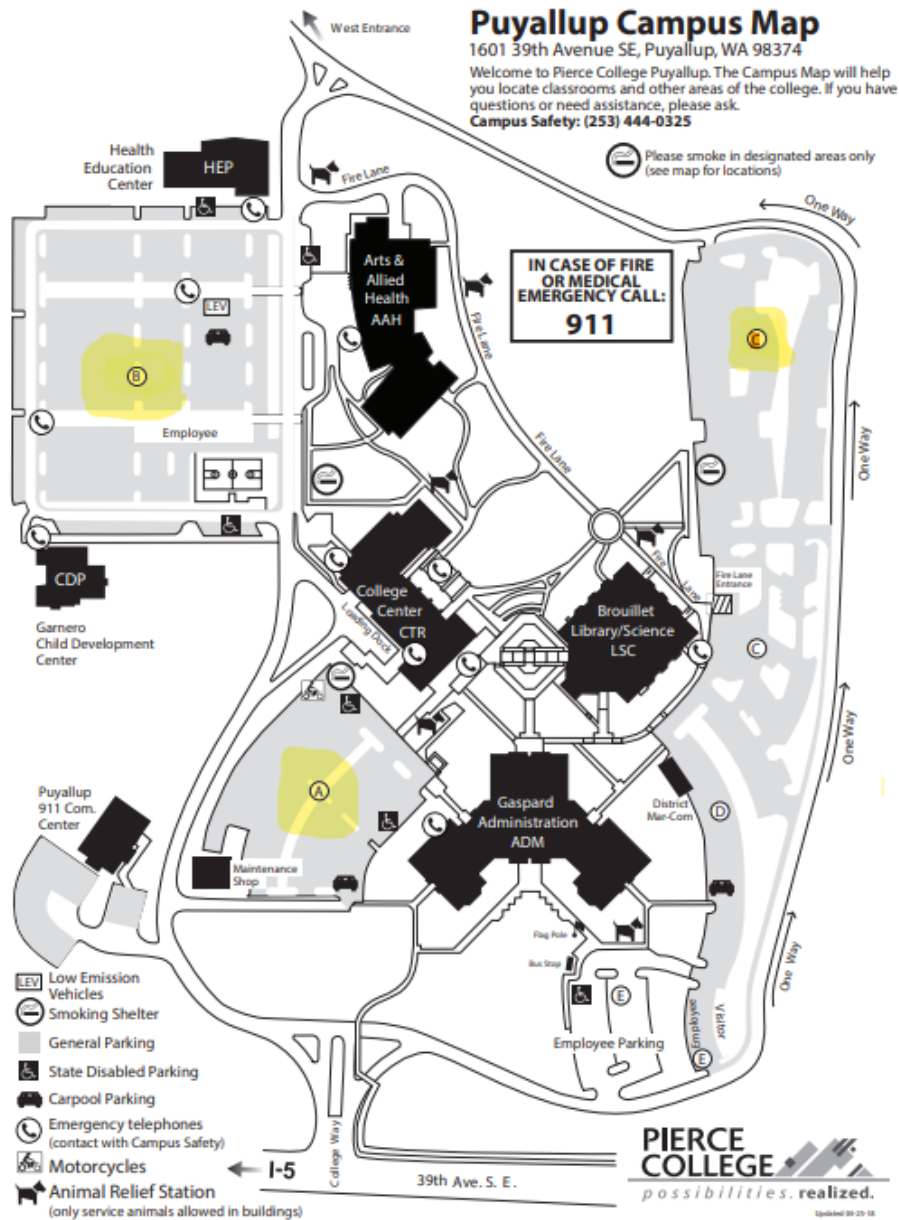 Puyallup Campus Map
1601 39th Avenue SE, Puyallup, WA 98374
Welcome to Pierce College Puyallup. The Campus Map will help
you locate classrooms and other areas of the college. If you have
questions or need assistance, please ask.
Campus Safety: (253) 444-0325
Please smoke in designated areas only
(see map for locations)
West Entrance
Health
Education
Center
HEP
Fire Lane
One Way
Arts &
Allied
Health
AAH
IN CASE OF FIRE
OR MEDICAL
EMERGENCY CALL:
911
LEV
Fire Lane
C
B
Employee
Fire Lane
One Way
CDP
Garnero
Child Development
Center
College
Center
CTR
Loading Dock
Brouillet
Library/Science
LSC
Fire Lane
Fire Lane
Entrance
C
One Way
A
Puyallup
911 Com.
Center
Maintenance
Shop
Gaspard
Administration
ADM
District
Mar-Com
D
Flag Pole
Bus Stop
E
Employee Parking
Employee
Visitor
E
One Way
LEV Low Emission
Vehicles
Smoking Shelter
General Parking
State Disabled Parking
Carpool Parking
Emergency telephones
(contact with Campus Safety)
Motorcycles
Animal Relief Station
(only service animals allowed in buildings)
I-5
College Way
39th Ave. S. E.
PIERCE
COLLEGE
possibilities. realized.
Updated 04-25-18